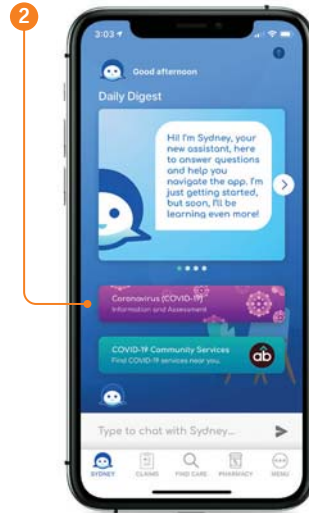 2
3:03
Good afternoon
Daily Digest
Hi! I'm Sydney, your
new assistant, here
to answer questions
and help you
navigate the app. I'm
just getting started,
but soon, I'll be
learning even more!
Coronavirus (COVID-19)
Information and Assessment
COVID-19 Community Services
Find COVID-19 services near you.
ab
Type to chat with Sydney...
SYDNEY CLAIMS FIND CARE PHARMACY MENU